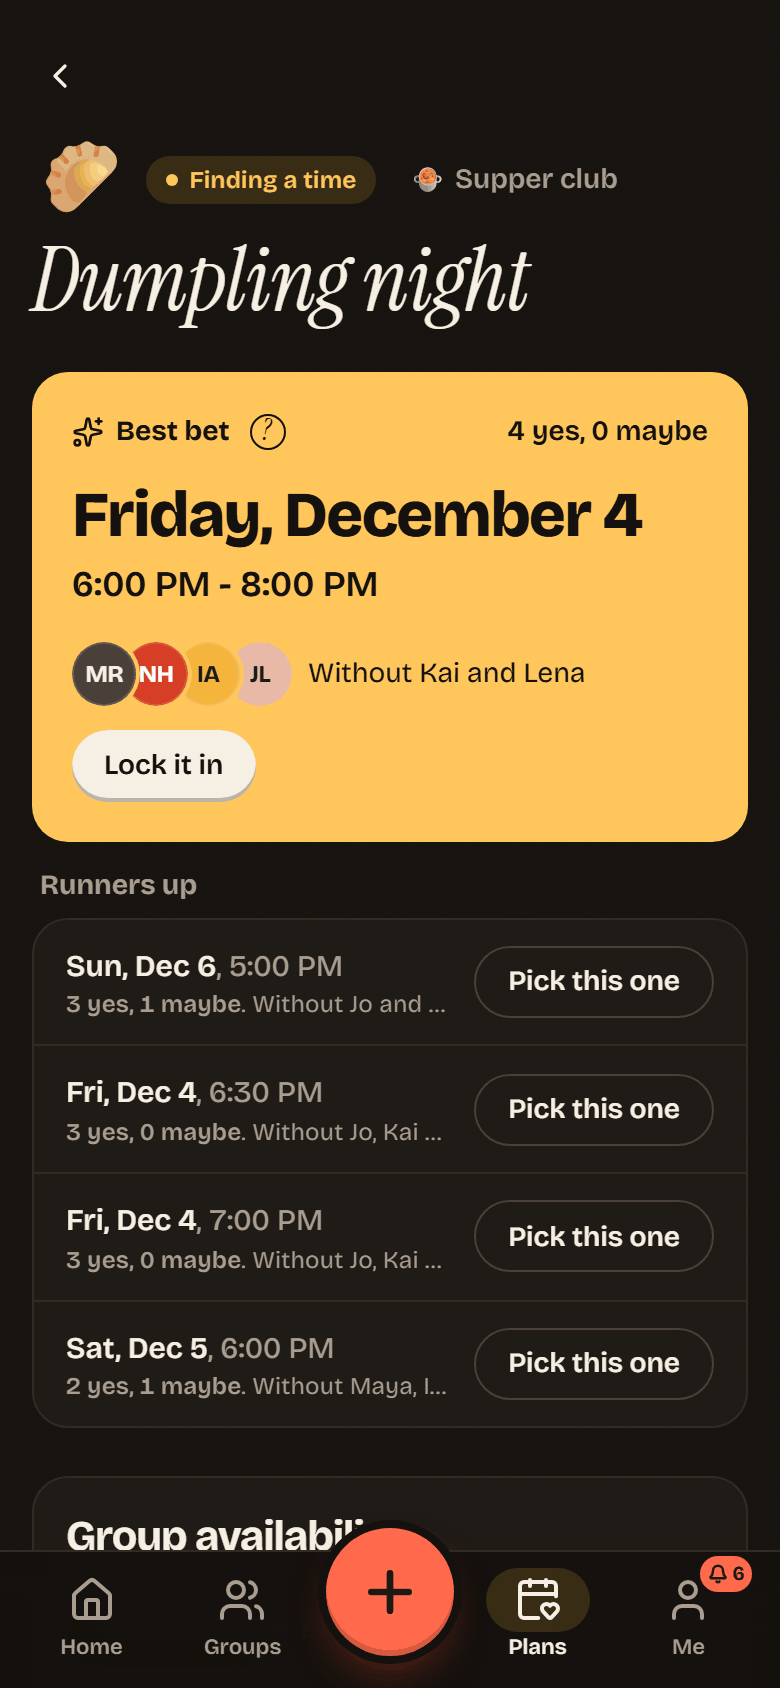 Finding a time
Supper club
Dumpling night
Best bet ?
4 yes, 0 maybe
Friday, December 4
6:00 PM - 8:00 PM
MR NH IA JL Without Kai and Lena
Lock it in
Runners up
Sun, Dec 6, 5:00 PM
3 yes, 1 maybe. Without Jo and ...
Pick this one
Fri, Dec 4, 6:30 PM
3 yes, 0 maybe. Without Jo, Kai ...
Pick this one
Fri, Dec 4, 7:00 PM
3 yes, 0 maybe. Without Jo, Kai ...
Pick this one
Sat, Dec 5, 6:00 PM
2 yes, 1 maybe. Without Maya, I...
Pick this one
Group availabili
Home
Groups
Plans
6
Me